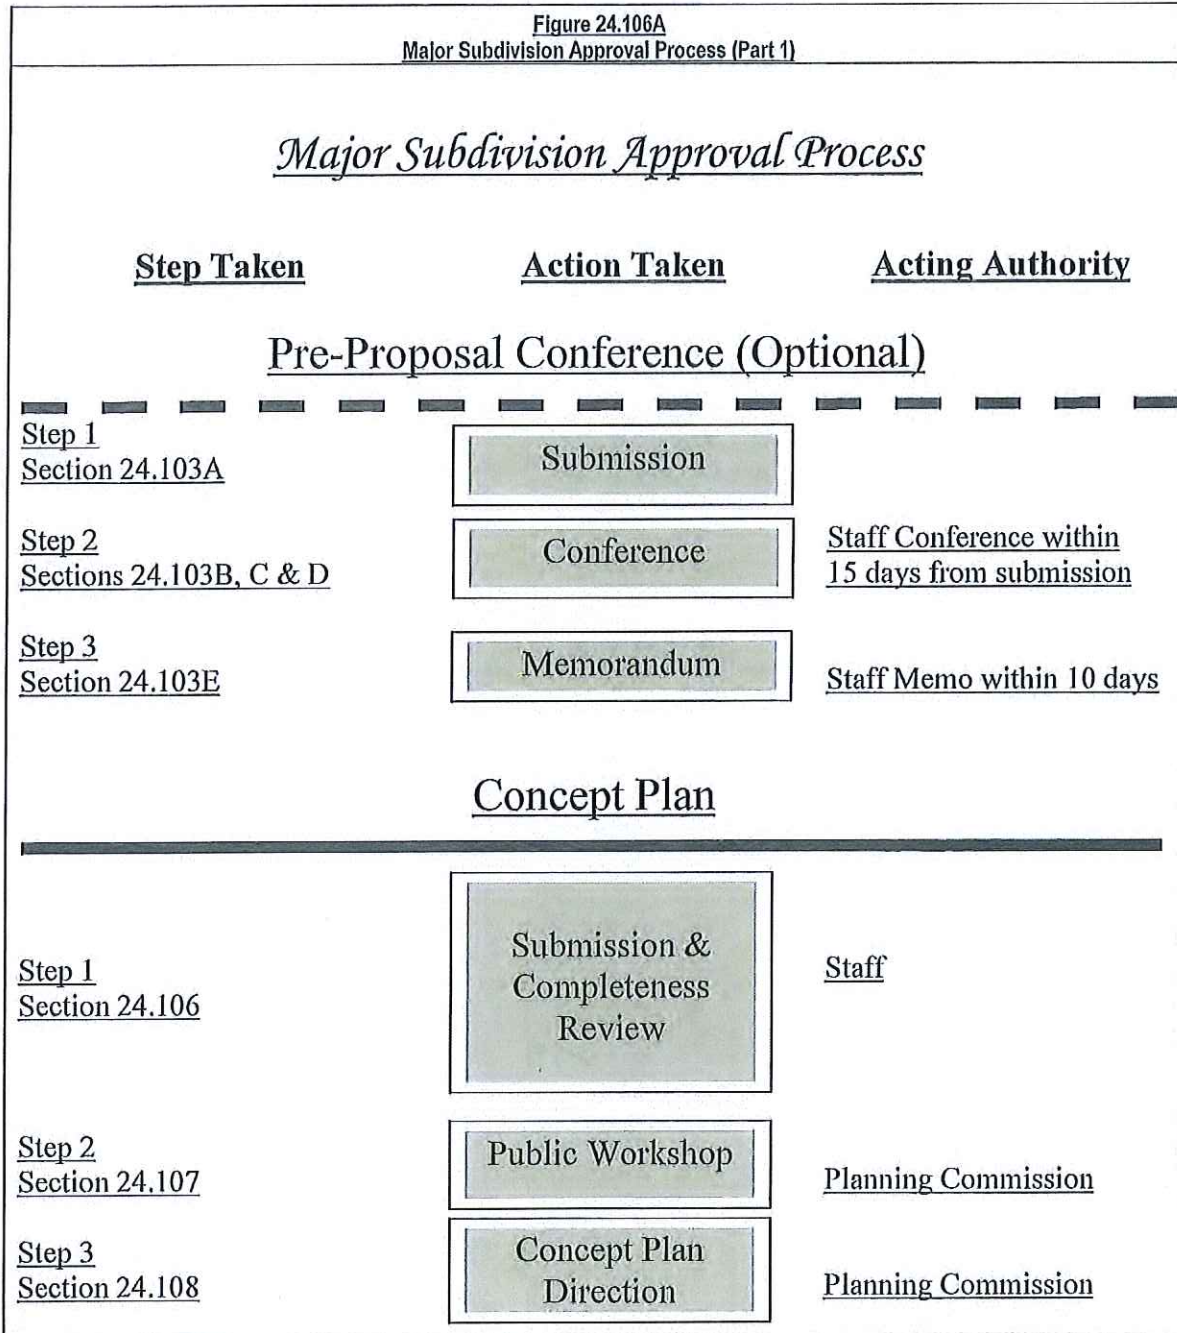 Figure 24.106A
Major Subdivision Approval Process (Part 1)
Major Subdivision Approval Process
Step Taken
Action Taken
Acting Authority
Pre-Proposal Conference (Optional)
Step 1
Section 24.103A
Submission
Step 2
Sections 24.103B, C & D
Conference
Staff Conference within
15 days from submission
Step 3
Section 24.103E
Memorandum
Staff Memo within 10 days
Concept Plan
Step 1
Section 24.106
Submission &
Completeness
Review
Staff
Step 2
Section 24.107
Public Workshop
Planning Commission
Step 3
Section 24.108
Concept Plan
Direction
Planning Commission